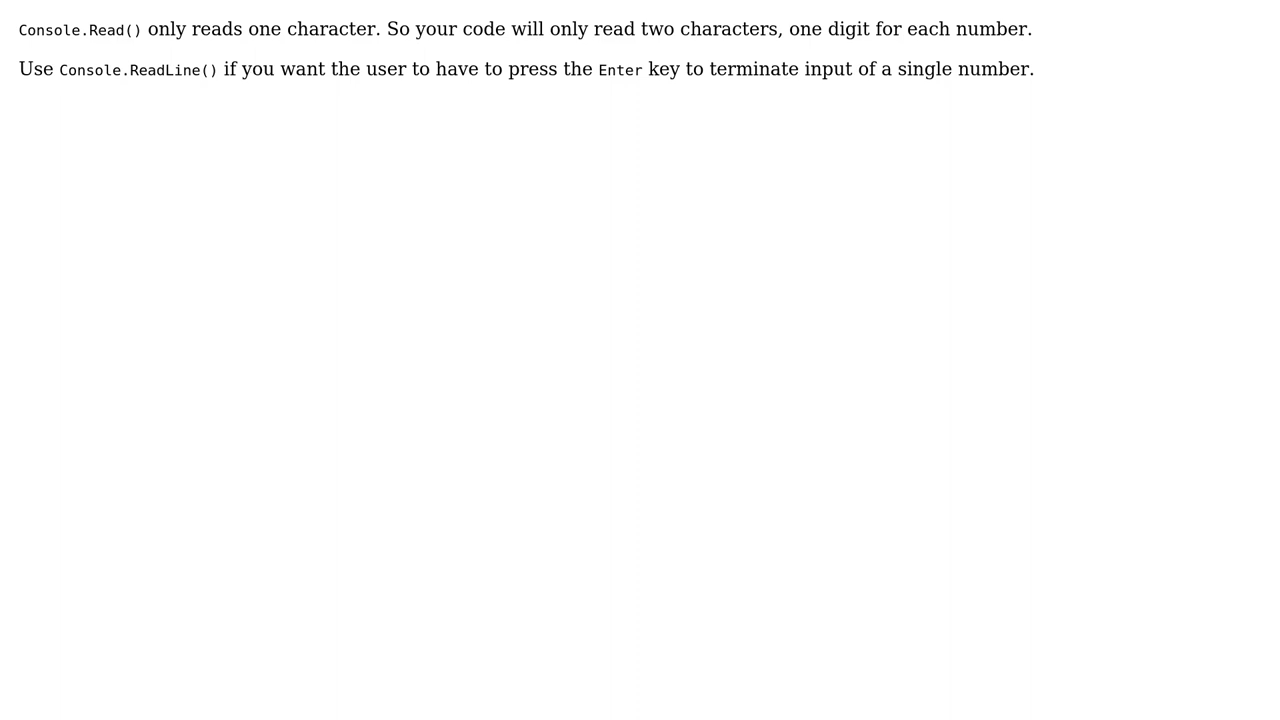 Console.Read() only reads one character. So your code will only read two characters, one digit for each number.
Use Console.ReadLine() if you want the user to have to press the Enter key to terminate input of a single number.